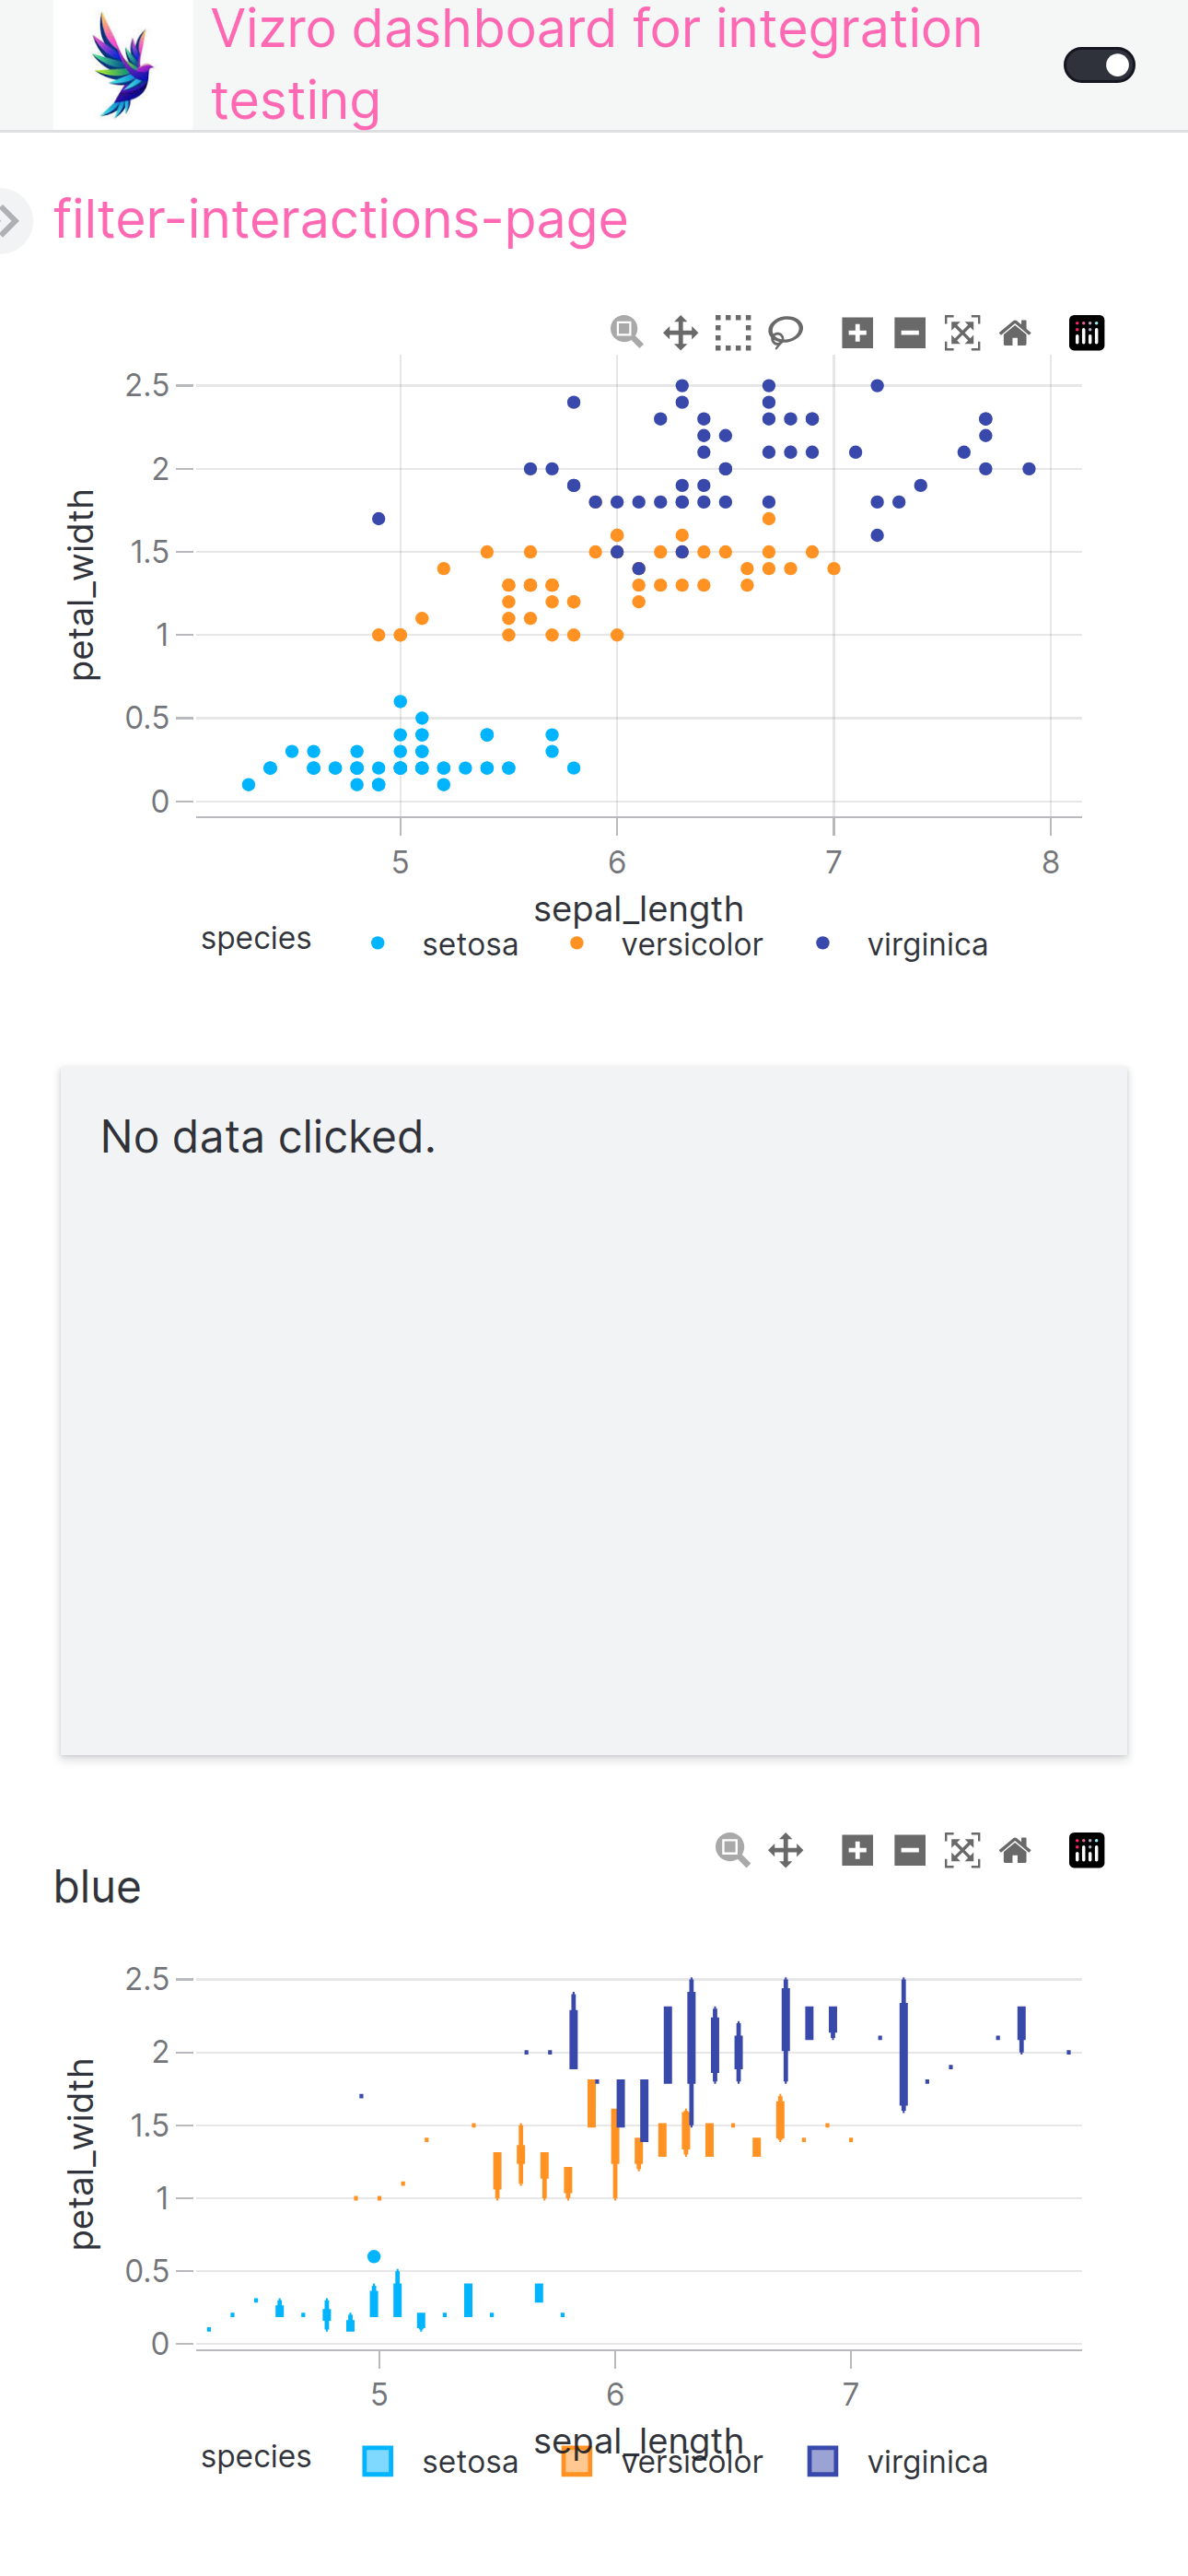 Vizro dashboard for integration
testing
filter-interactions-page
2.5
2
1.5
1
0.5
0
petal_width
5 6 7 8
sepal_length
species setosa versicolor virginica
No data clicked.
blue
2.5
2
1.5
1
0.5
0
petal_width
5 6 7
sepal_length
species setosa versicolor virginica